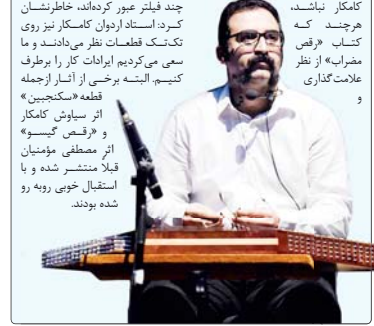 کامکار نباشد،
هرچند که
کتاب «رقص
مضراب» از نظر
علامت‌گذاری
و
چند فیلتر عبور کرده‌اند، خاطرنشان
کرد: استاد اردوان کامکار نیز روی
تک‌تک قطعات نظر می‌دادند و ما
سعی می‌کردیم ایرادات کار را برطرف
کنیم. البته برخی از آثار ازجمله
قطعه «سکنجبین»
اثر سیاوش کامکار
و «رقص گیسو»
اثر مصطفی مؤمنیان
قبلاً منتشر شده و با
استقبال خوبی روبه رو
شده بودند.